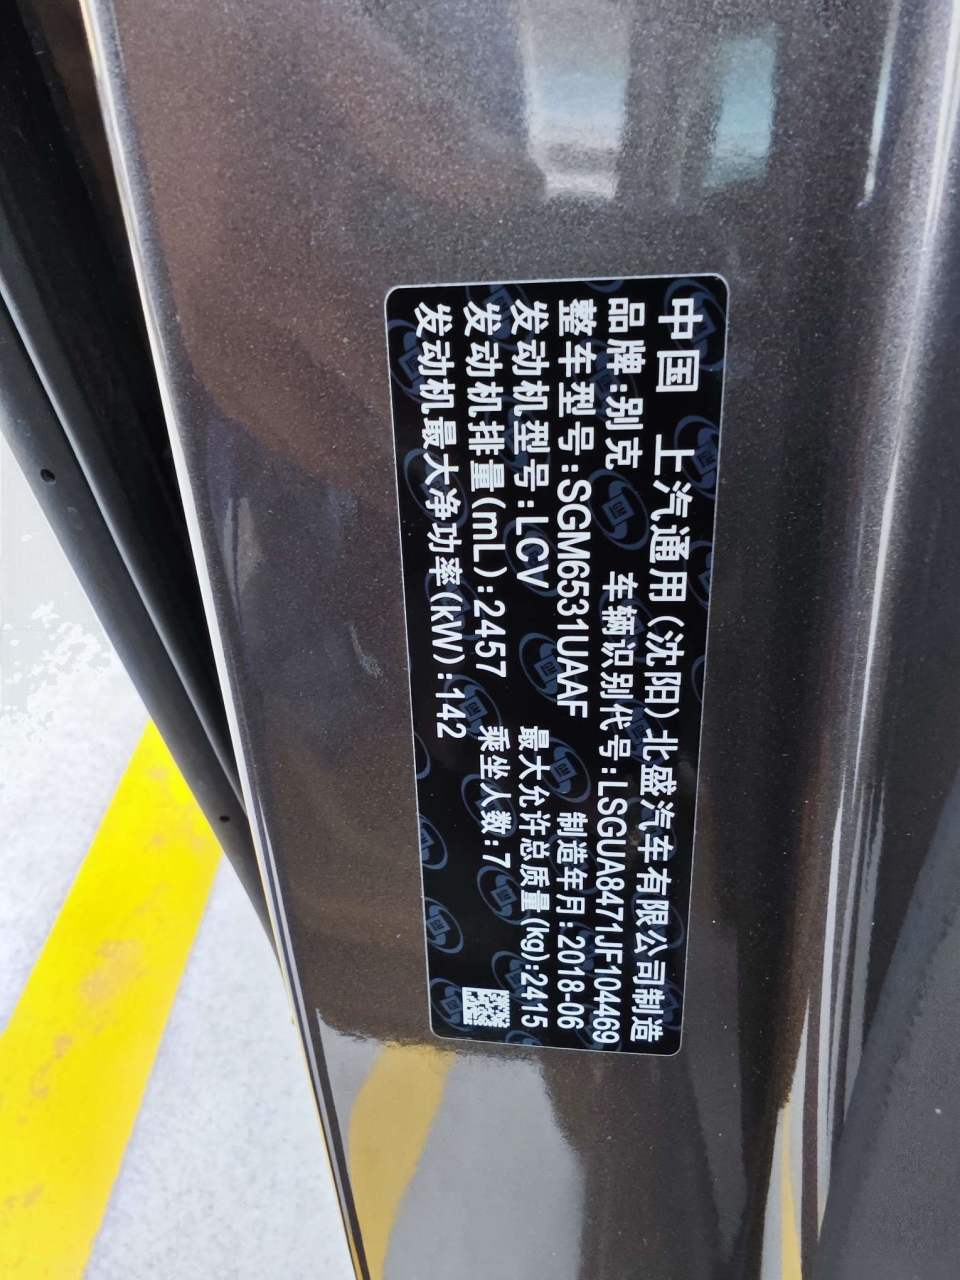 中国 上汽通用(沈阳)北盛汽车有限公司制造
品牌:别克 车辆识别代号:LSGUA8471JF104469
整车型号:SGM6531UAAF 制造年月:2018-06
发动机型号:LCV 最大允许总质量(kg):2415
发动机排量(mL):2457 乘坐人数:7
发动机最大净功率(kW):142